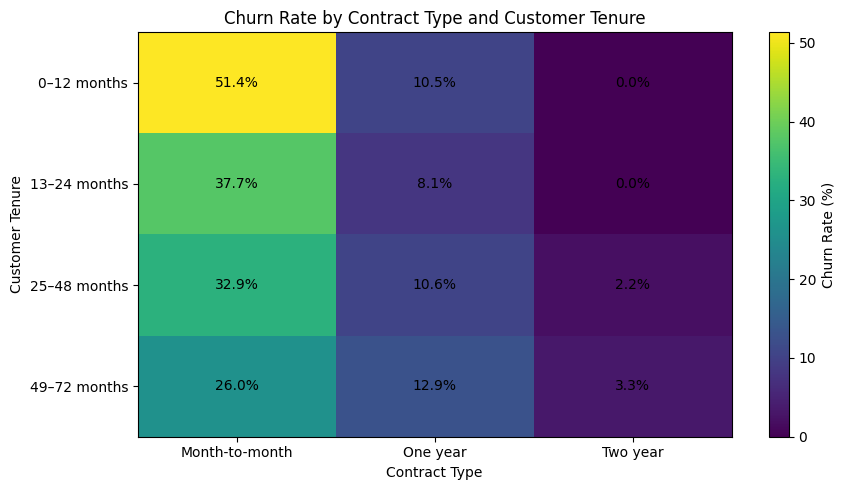 Churn Rate by Contract Type and Customer Tenure
Customer Tenure
0–12 months
51.4%
10.5%
0.0%
13–24 months
37.7%
8.1%
0.0%
25–48 months
32.9%
10.6%
2.2%
49–72 months
26.0%
12.9%
3.3%
Month-to-month
One year
Two year
Contract Type
50
40
30
20
10
0
Churn Rate (%)